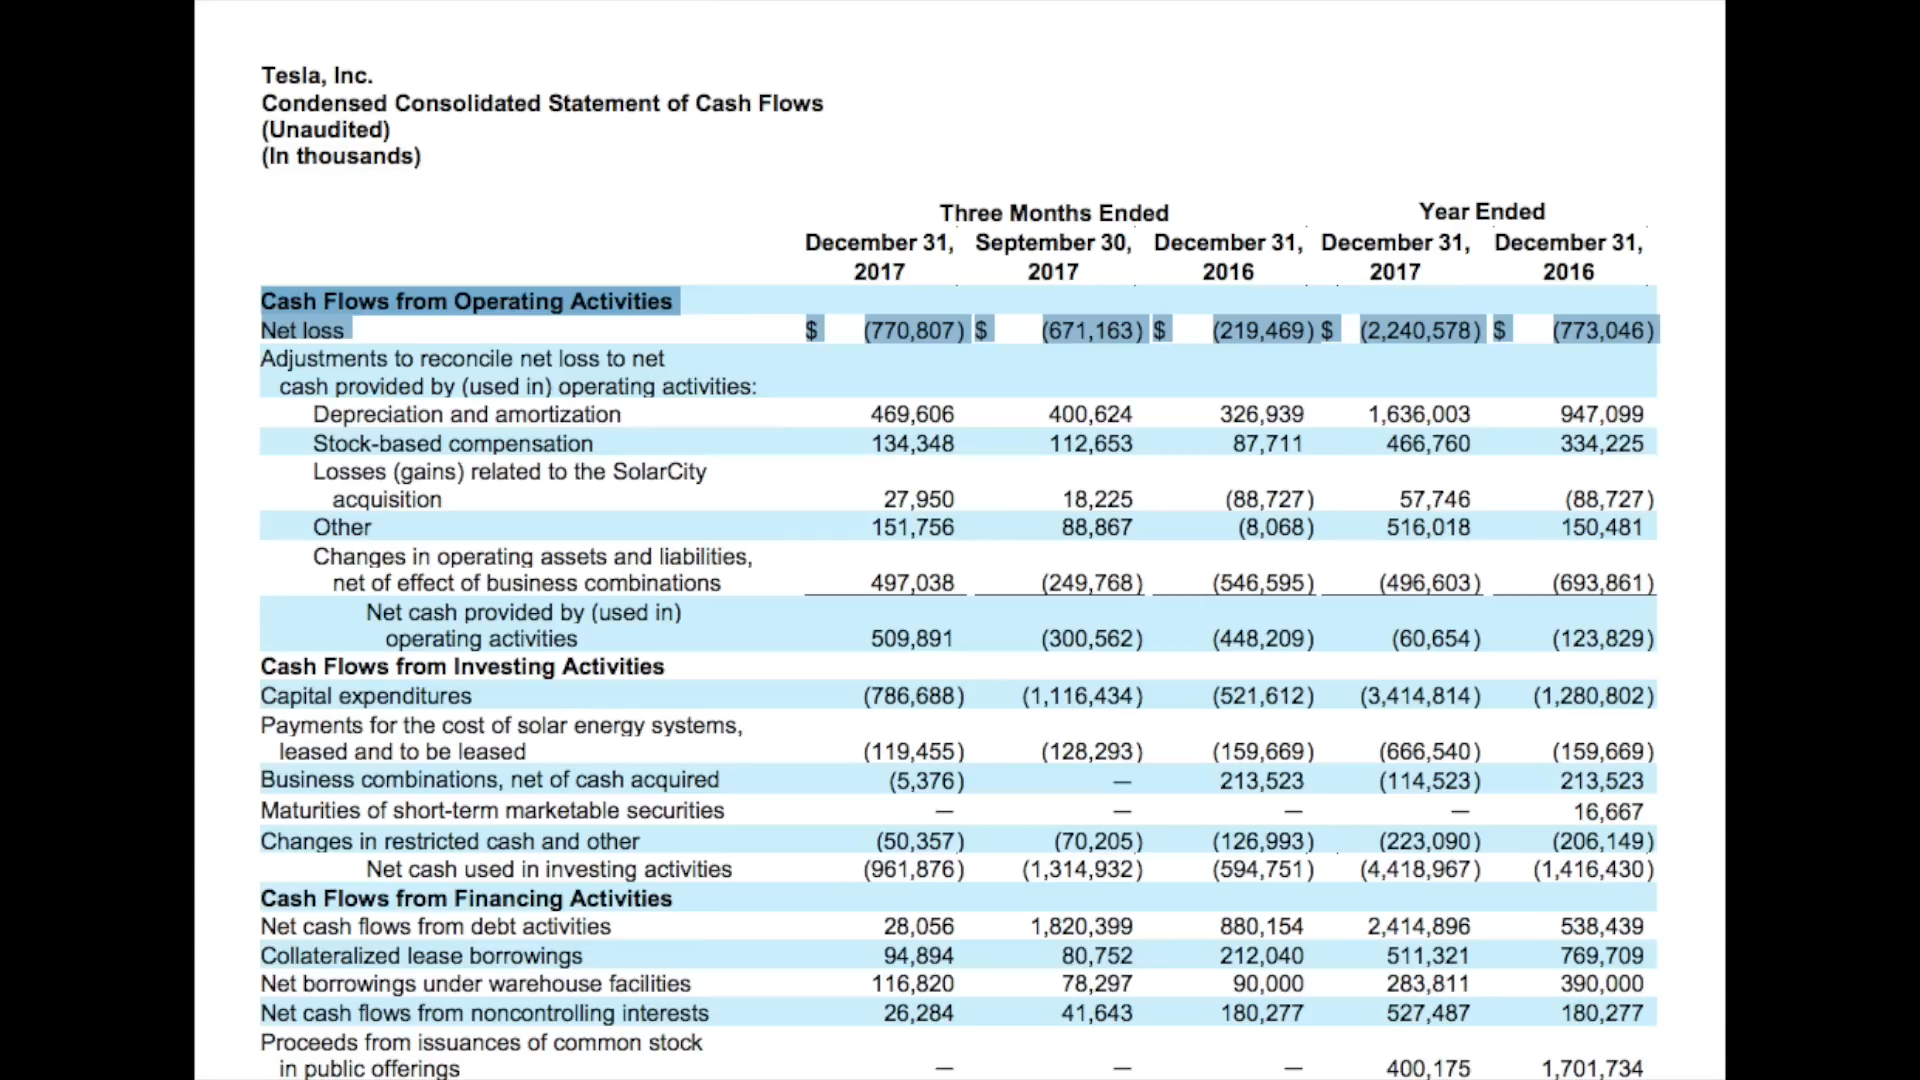 Tesla, Inc.
Condensed Consolidated Statement of Cash Flows
(Unaudited)
(In thousands)
Three Months Ended Year Ended
December 31, September 30, December 31, December 31, December 31,
2017 2017 2016 2017 2016
Cash Flows from Operating Activities
Net loss $ (770,807) $ (671,163) $ (219,469) $ (2,240,578) $ (773,046)
Adjustments to reconcile net loss to net
cash provided by (used in) operating activities:
Depreciation and amortization 469,606 400,624 326,939 1,636,003 947,099
Stock-based compensation 134,348 112,653 87,711 466,760 334,225
Losses (gains) related to the SolarCity
acquisition 27,950 18,225 (88,727) 57,746 (88,727)
Other 151,756 88,867 (8,068) 516,018 150,481
Changes in operating assets and liabilities,
net of effect of business combinations 497,038 (249,768) (546,595) (496,603) (693,861)
Net cash provided by (used in)
operating activities 509,891 (300,562) (448,209) (60,654) (123,829)
Cash Flows from Investing Activities
Capital expenditures (786,688) (1,116,434) (521,612) (3,414,814) (1,280,802)
Payments for the cost of solar energy systems,
leased and to be leased (119,455) (128,293) (159,669) (666,540) (159,669)
Business combinations, net of cash acquired (5,376) — 213,523 (114,523) 213,523
Maturities of short-term marketable securities — — — — 16,667
Changes in restricted cash and other (50,357) (70,205) (126,993) (223,090) (206,149)
Net cash used in investing activities (961,876) (1,314,932) (594,751) (4,418,967) (1,416,430)
Cash Flows from Financing Activities
Net cash flows from debt activities 28,056 1,820,399 880,154 2,414,896 538,439
Collateralized lease borrowings 94,894 80,752 212,040 511,321 769,709
Net borrowings under warehouse facilities 116,820 78,297 90,000 283,811 390,000
Net cash flows from noncontrolling interests 26,284 41,643 180,277 527,487 180,277
Proceeds from issuances of common stock
in public offerings — — — 400,175 1,701,734